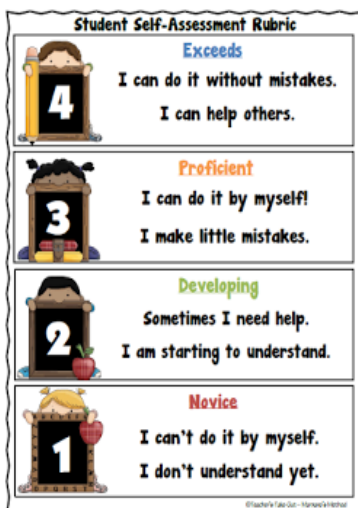 Student Self-Assessment Rubric
Exceeds
4
I can do it without mistakes.
I can help others.
Proficient
3
I can do it by myself!
I make little mistakes.
Developing
2
Sometimes I need help.
I am starting to understand.
Novice
1
I can't do it by myself.
I don't understand yet.